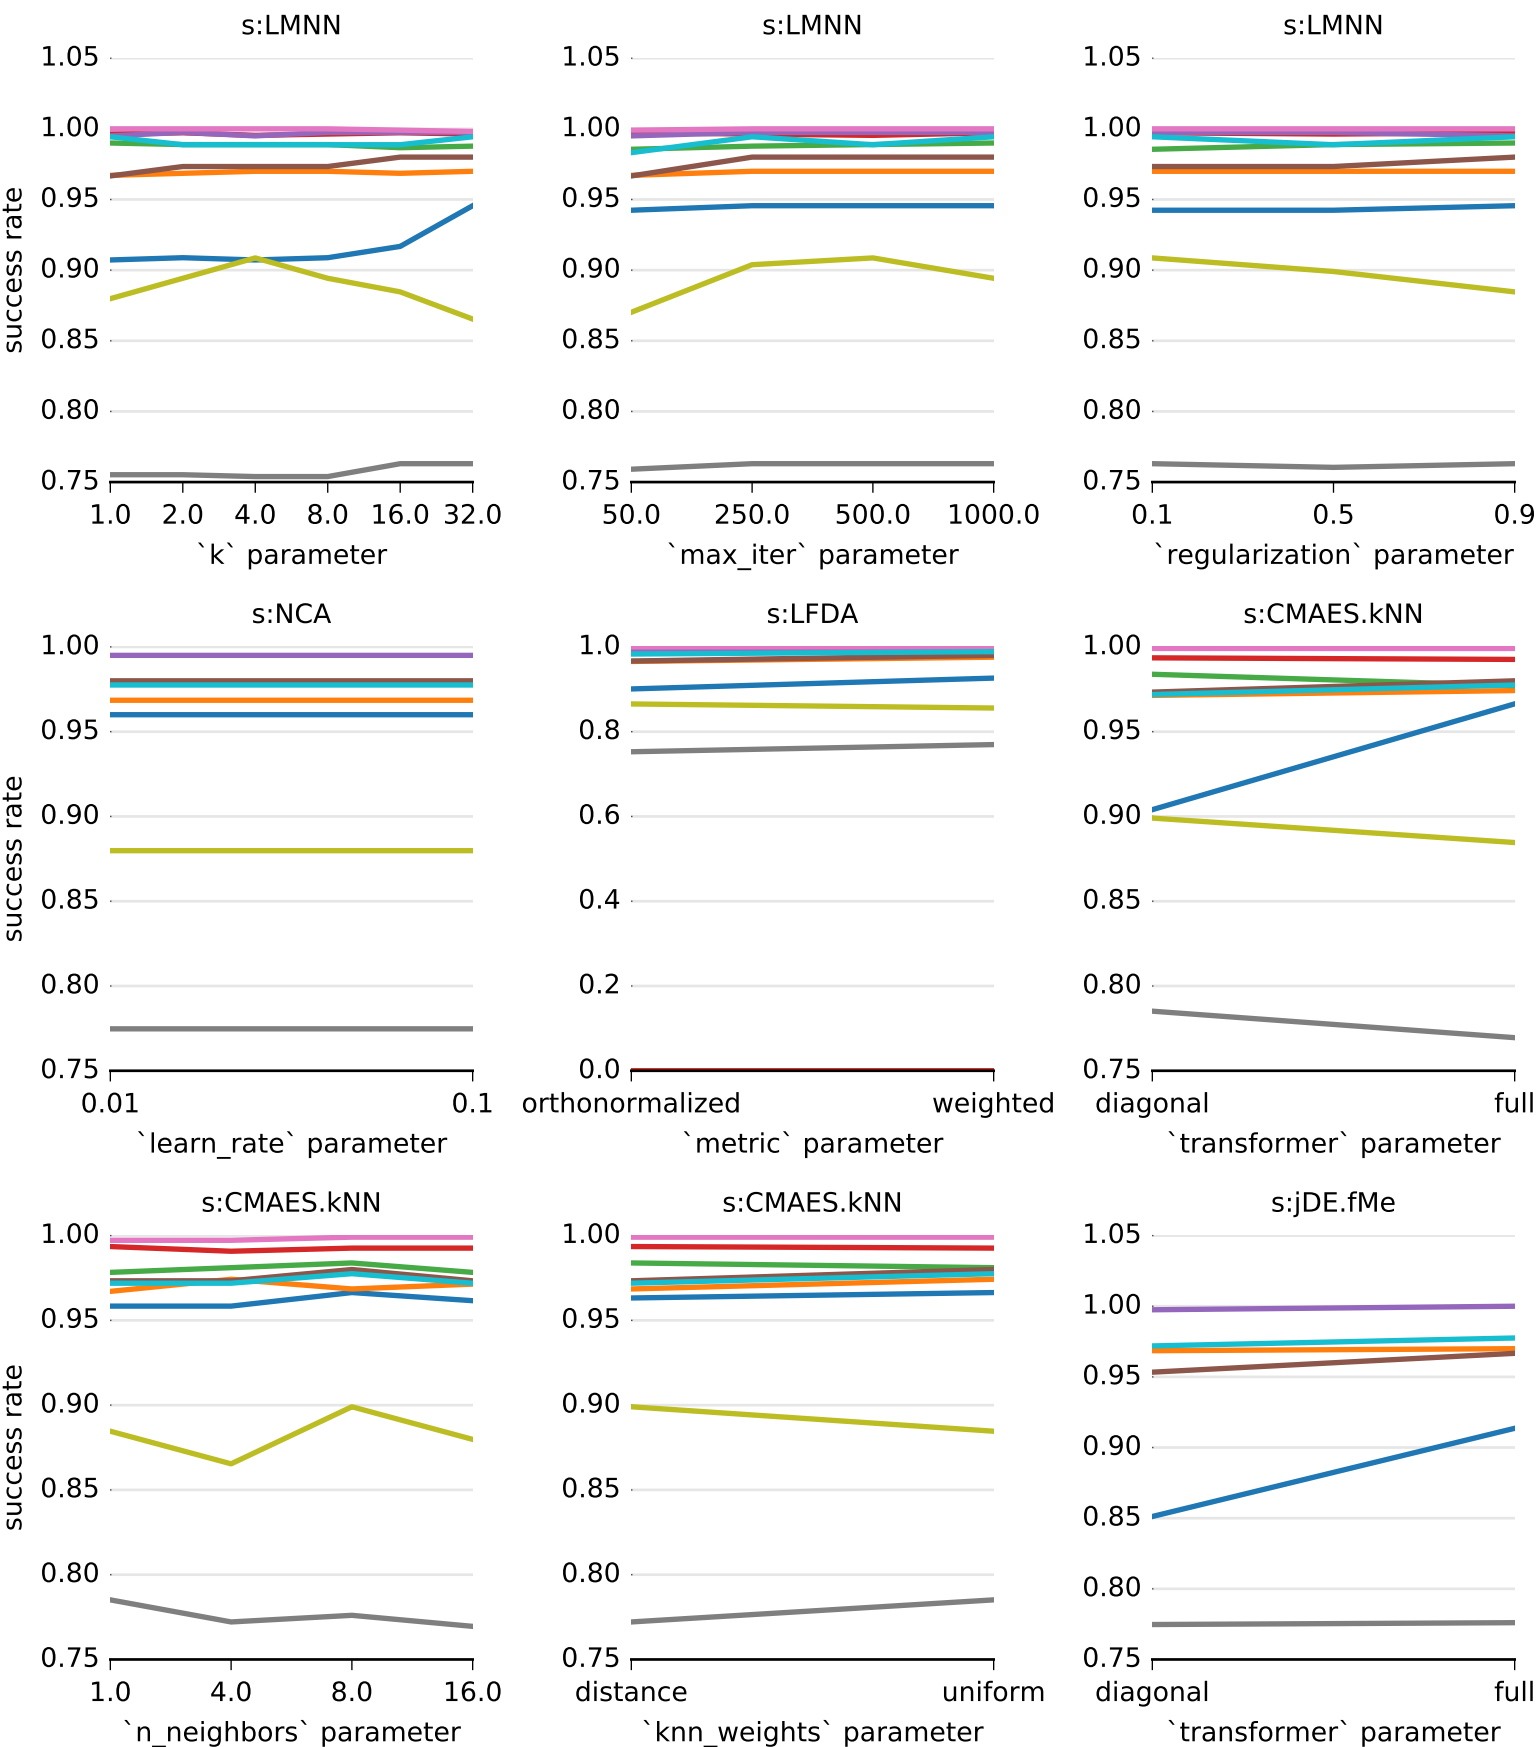 s:LMNN s:LMNN s:LMNN
1.05 1.05 1.05
1.00 1.00 1.00
0.95 0.95 0.95
0.90 0.90 0.90
0.85 0.85 0.85
0.80 0.80 0.80
0.75 0.75 0.75
success rate
1.0 2.0 4.0 8.0 16.0 32.0 50.0 250.0 500.0 1000.0 0.1 0.5 0.9
`k` parameter `max_iter` parameter `regularization` parameter
s:NCA s:LFDA s:CMAES.kNN
1.00 1.0 1.00
0.95 0.8 0.95
0.90 0.6 0.90
0.85 0.4 0.85
0.80 0.2 0.80
0.75 0.0 0.75
success rate
0.01 0.1 orthonormalized weighted diagonal full
`learn_rate` parameter `metric` parameter `transformer` parameter
s:CMAES.kNN s:CMAES.kNN s:jDE.fMe
1.00 1.00 1.05
0.95 0.95 1.00
0.90 0.90 0.95
0.85 0.85 0.90
0.80 0.80 0.85
0.75 0.75 0.80
0.75
success rate
1.0 4.0 8.0 16.0 distance uniform diagonal full
`n_neighbors` parameter `knn_weights` parameter `transformer` parameter